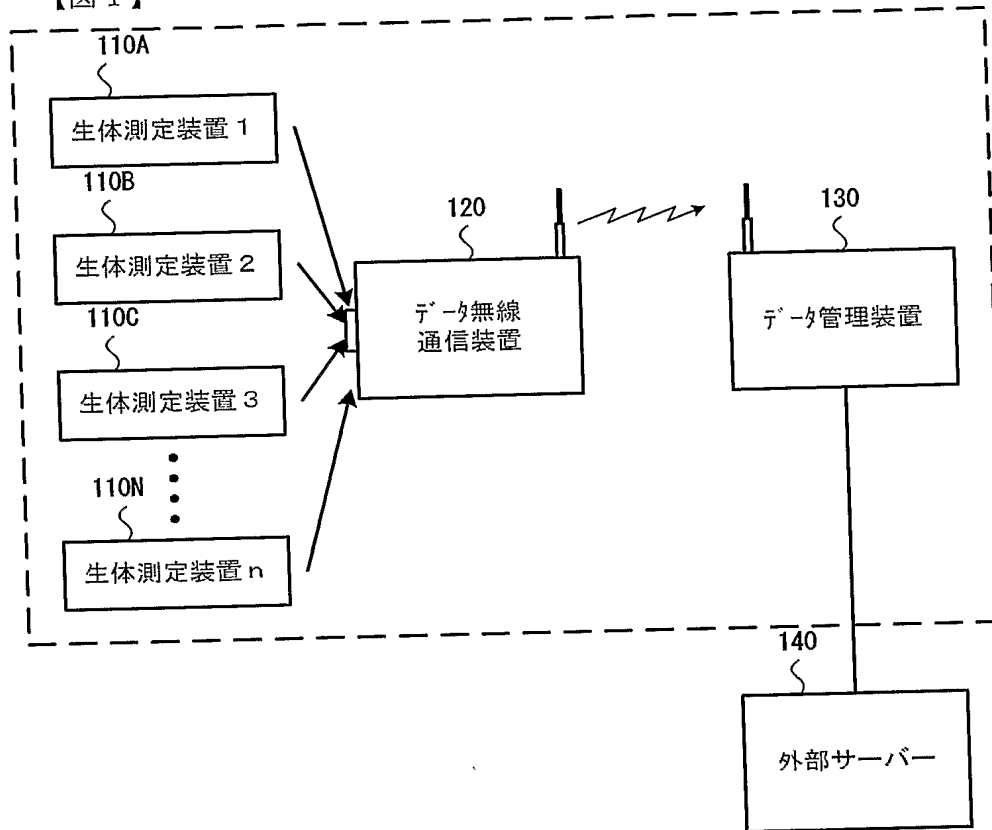 【図１】
110A
生体測定装置１
110B
生体測定装置２
110C
生体測定装置３
110N
生体測定装置ｎ
120
ﾃﾞｰﾀ無線
通信装置
130
ﾃﾞｰﾀ管理装置
140
外部サーバー